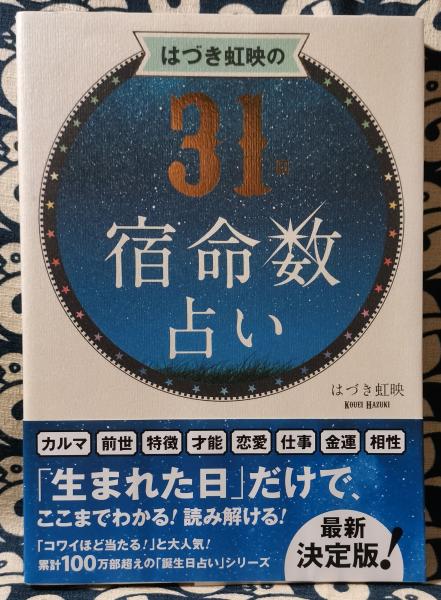 はづき虹映の
31の
宿命数
占い
はづき虹映
KOUEI HAZUKI
カルマ 前世 特徴 才能 恋愛 仕事 金運 相性
「生まれた日」だけで、
ここまでわかる!読み解ける!
「コワイほど当たる!」と大人気!
累計100万部超えの「誕生日占い」シリーズ
最新
決定版!